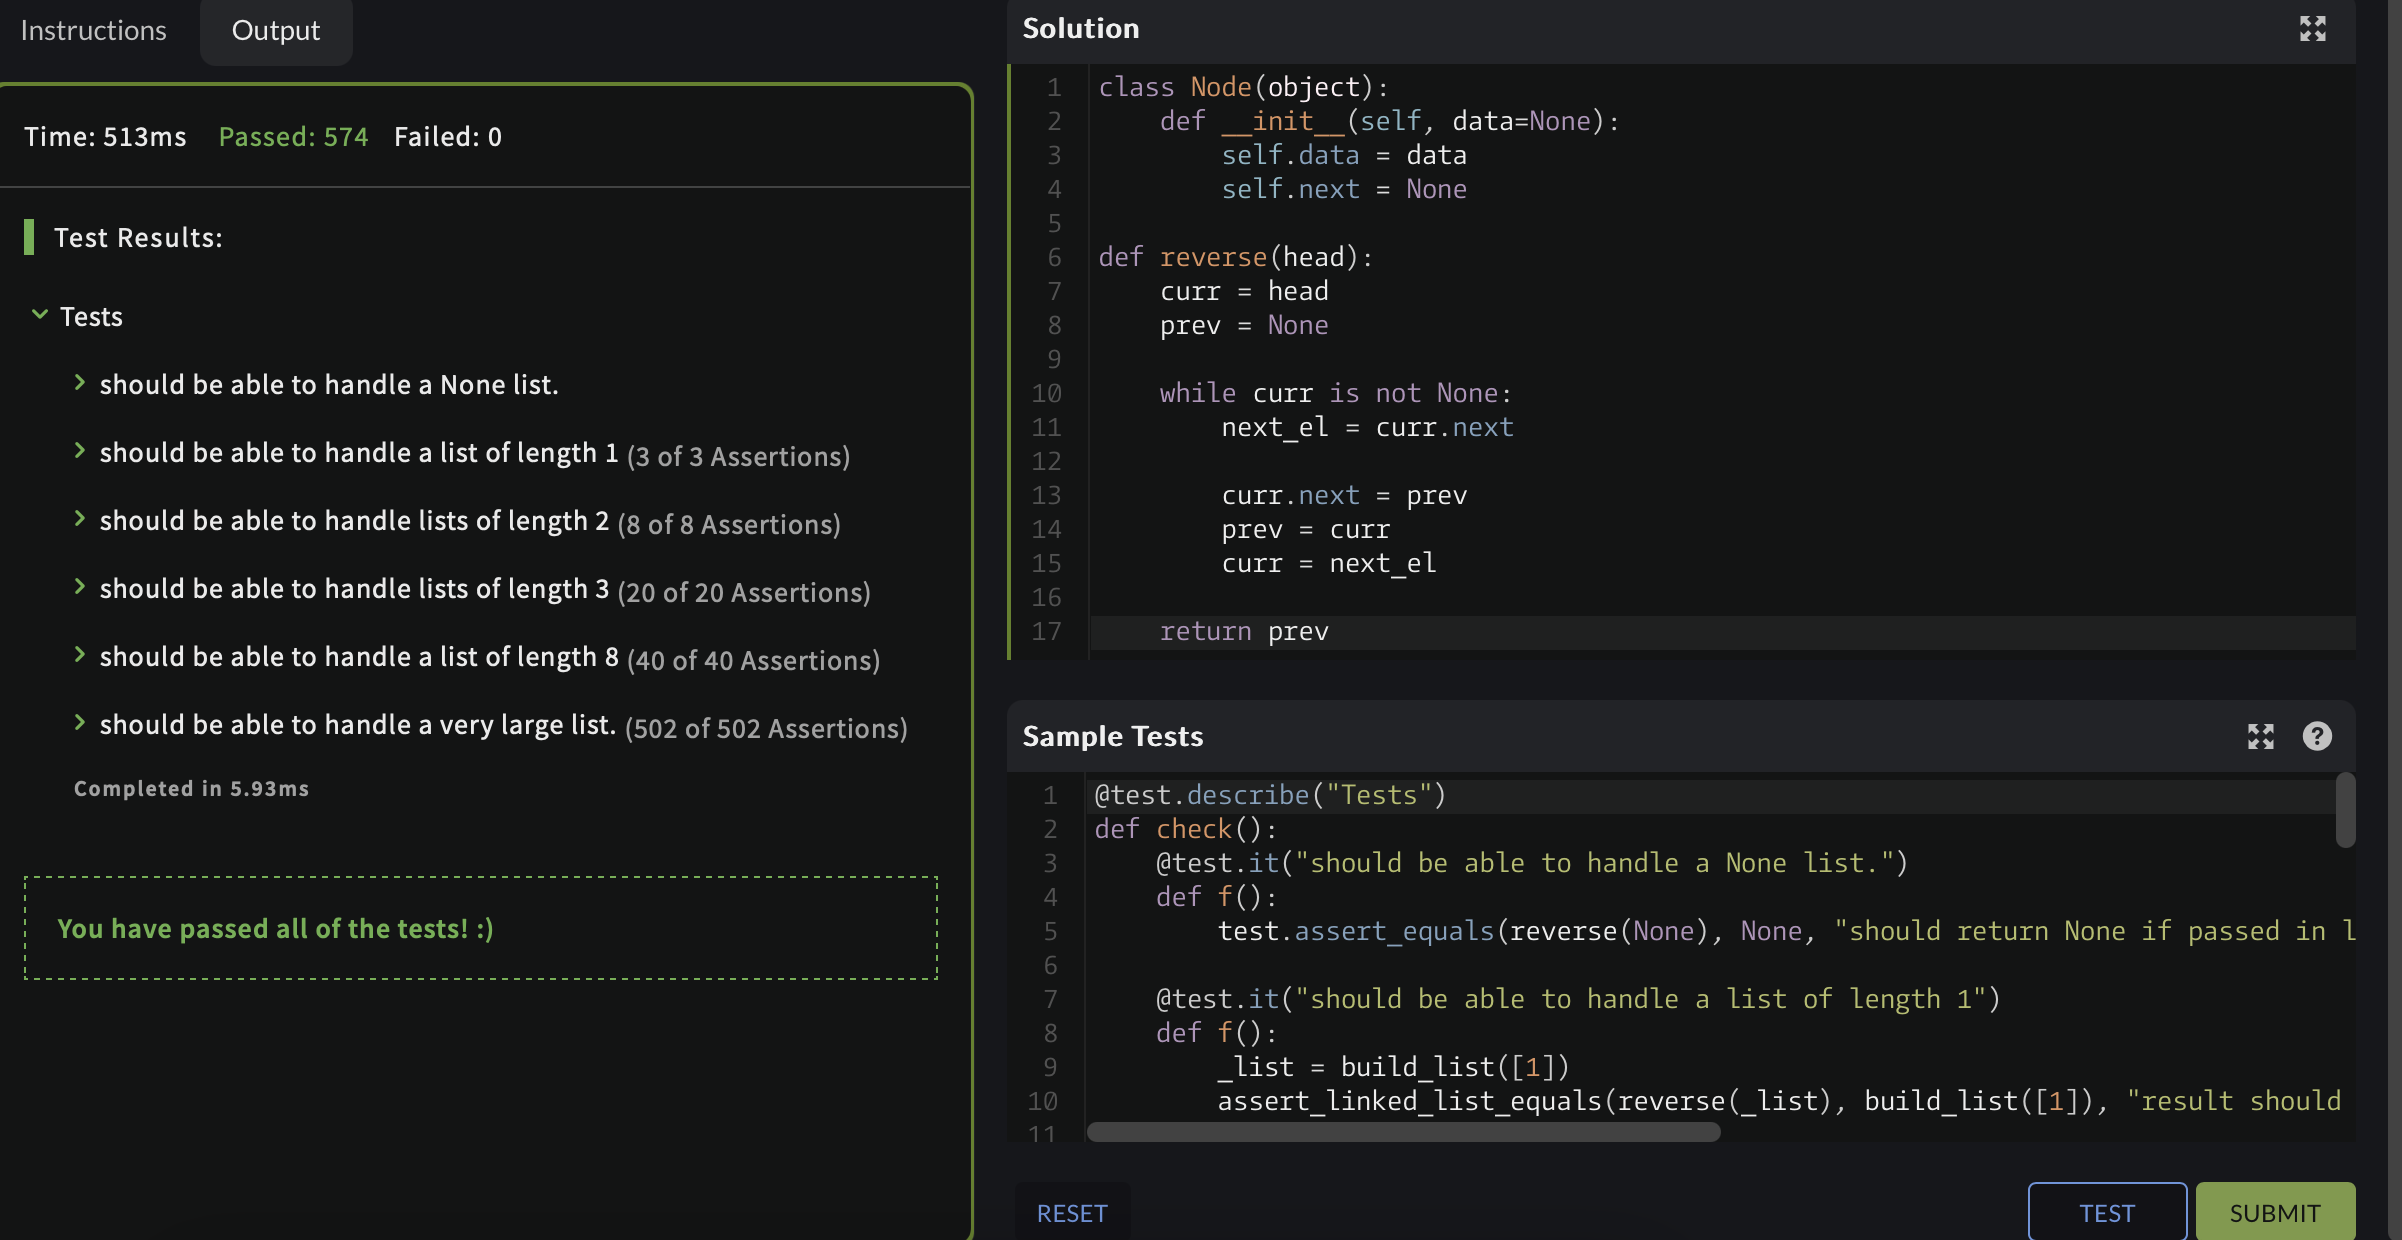 Instructions
Output
Time: 513ms Passed: 574 Failed: 0
Test Results:
Tests
should be able to handle a None list.
should be able to handle a list of length 1 (3 of 3 Assertions)
should be able to handle lists of length 2 (8 of 8 Assertions)
should be able to handle lists of length 3 (20 of 20 Assertions)
should be able to handle a list of length 8 (40 of 40 Assertions)
should be able to handle a very large list. (502 of 502 Assertions)
Completed in 5.93ms
You have passed all of the tests! :)
Solution
1 class Node(object):
2     def __init__(self, data=None):
3         self.data = data
4         self.next = None
5
6 def reverse(head):
7     curr = head
8     prev = None
9
10     while curr is not None:
11         next_el = curr.next
12
13         curr.next = prev
14         prev = curr
15         curr = next_el
16
17     return prev
Sample Tests
?
1 @test.describe("Tests")
2 def check():
3     @test.it("should be able to handle a None list.")
4     def f():
5         test.assert_equals(reverse(None), None, "should return None if passed in l
6
7     @test.it("should be able to handle a list of length 1")
8     def f():
9         _list = build_list([1])
10         assert_linked_list_equals(reverse(_list), build_list([1]), "result should
11
RESET
TEST
SUBMIT